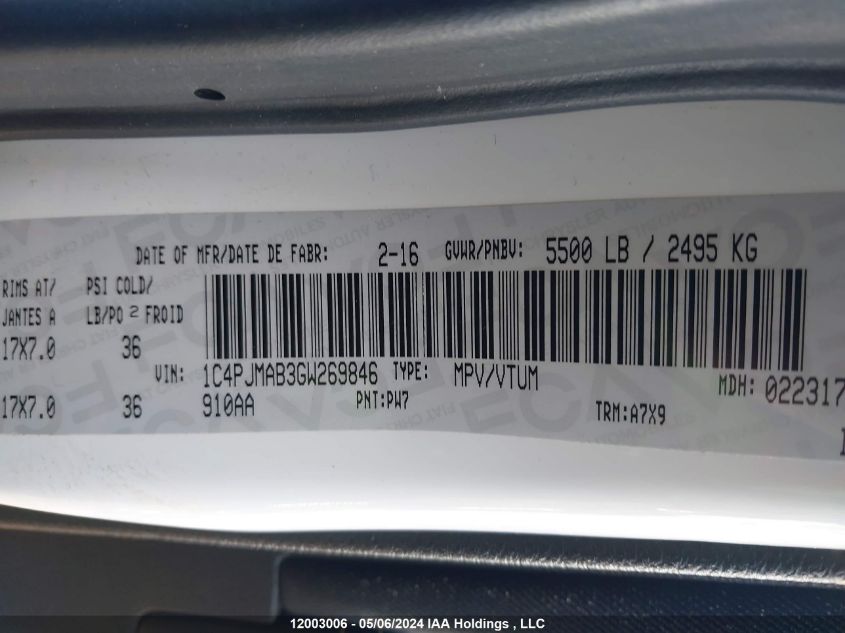 DATE OF MFR/DATE DE FABR: 2-16 GVWR/PNBV: 5500 LB / 2495 KG
RIMS AT/ PSI COLD/
JANTES A LB/PO 2 FROID
17X7.0 36
VIN: 1C4PJMAB3GW269846 TYPE: MPV/VTUM MDH: 022317
17X7.0 36 910AA PNT:PW7 TRM:A7X9
12003006 - 05/06/2024 IAA Holdings , LLC